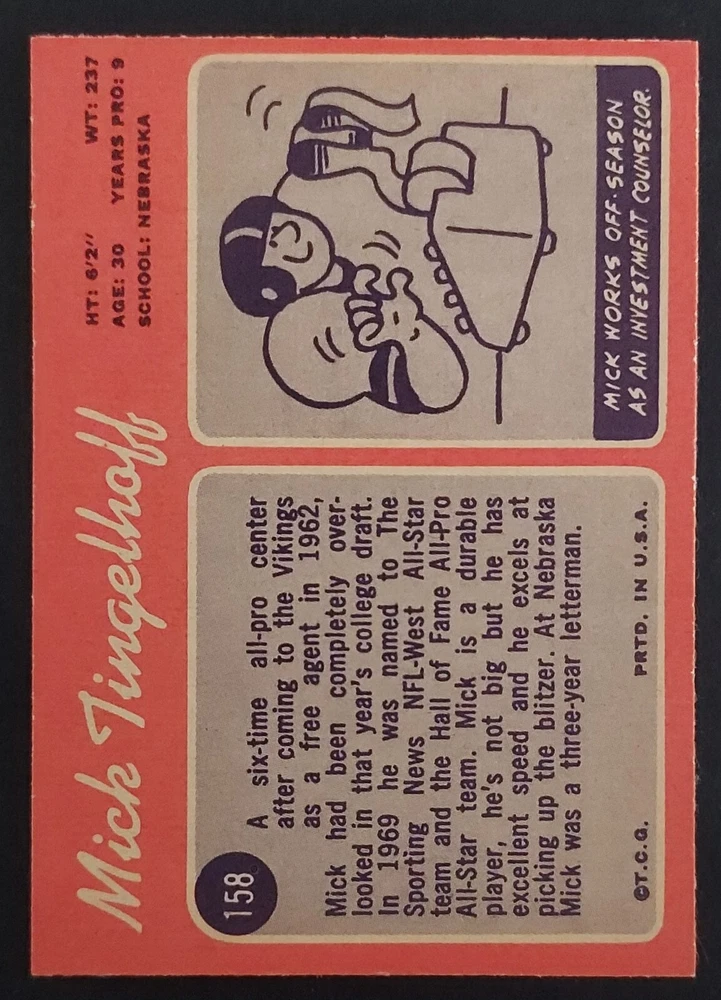 Mick Tingelhoff
HT: 6'2" WT: 237
AGE: 30 YEARS PRO: 9
SCHOOL: NEBRASKA
158
A six-time all-pro center
after coming to the Vikings
as a free agent in 1962,
Mick had been completely over-
looked in that year's college draft.
In 1969 he was named to The
Sporting News NFL-West All-Star
team and the Hall of Fame All-Pro
All-Star team. Mick is a durable
player, he's not big but he has
excellent speed and he excels at
picking up the blitzer. At Nebraska
Mick was a three-year letterman.
©T.C.G. PRTD. IN U.S.A.
MICK WORKS OFF-SEASON
AS AN INVESTMENT COUNSELOR.